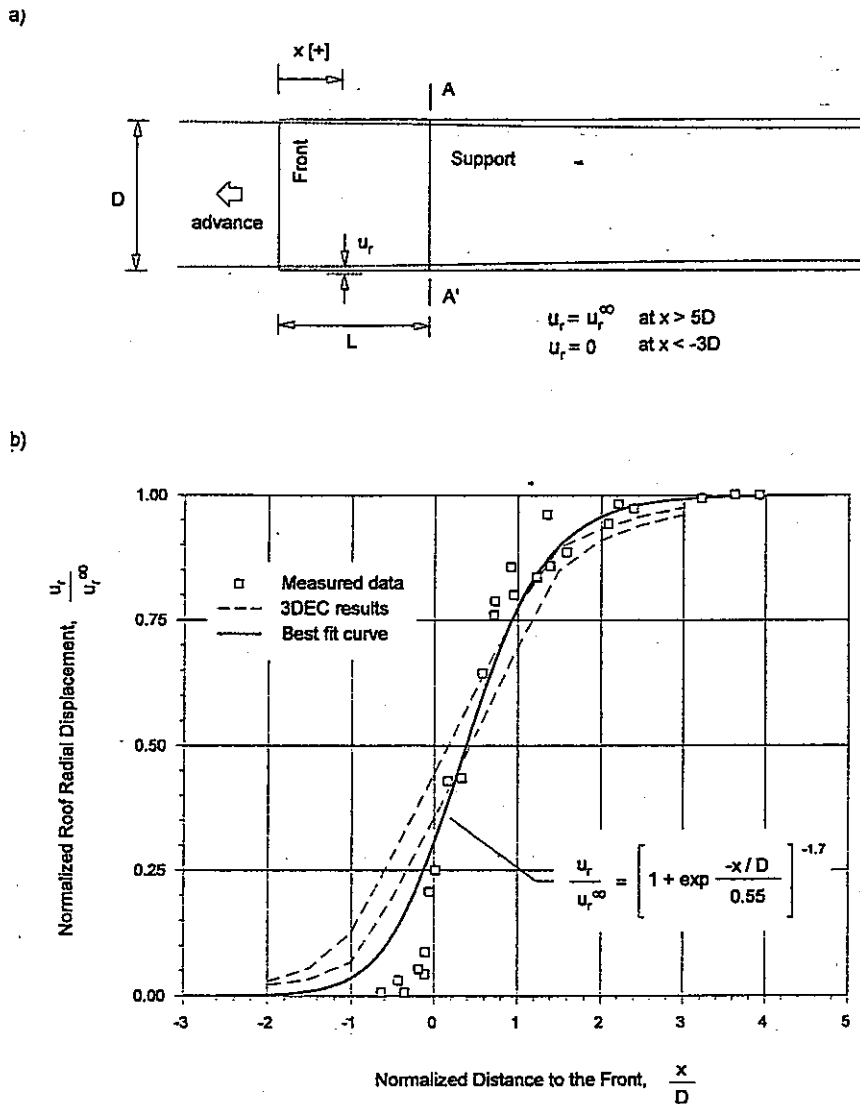 a)
x [+]
A
D
Front
Support
advance
u_r
A'
L
u_r = u_r^∞ at x > 5D
u_r = 0 at x < -3D
b)
1.00
0.75
0.50
0.25
0.00
Normalized Roof Radial Displacement, u_r / u_r^∞
Measured data
3DEC results
Best fit curve
u_r / u_r^∞ = [ 1 + exp (-x / D) / 0.55 ]^-1.7
-3 -2 -1 0 1 2 3 4 5
Normalized Distance to the Front, x / D